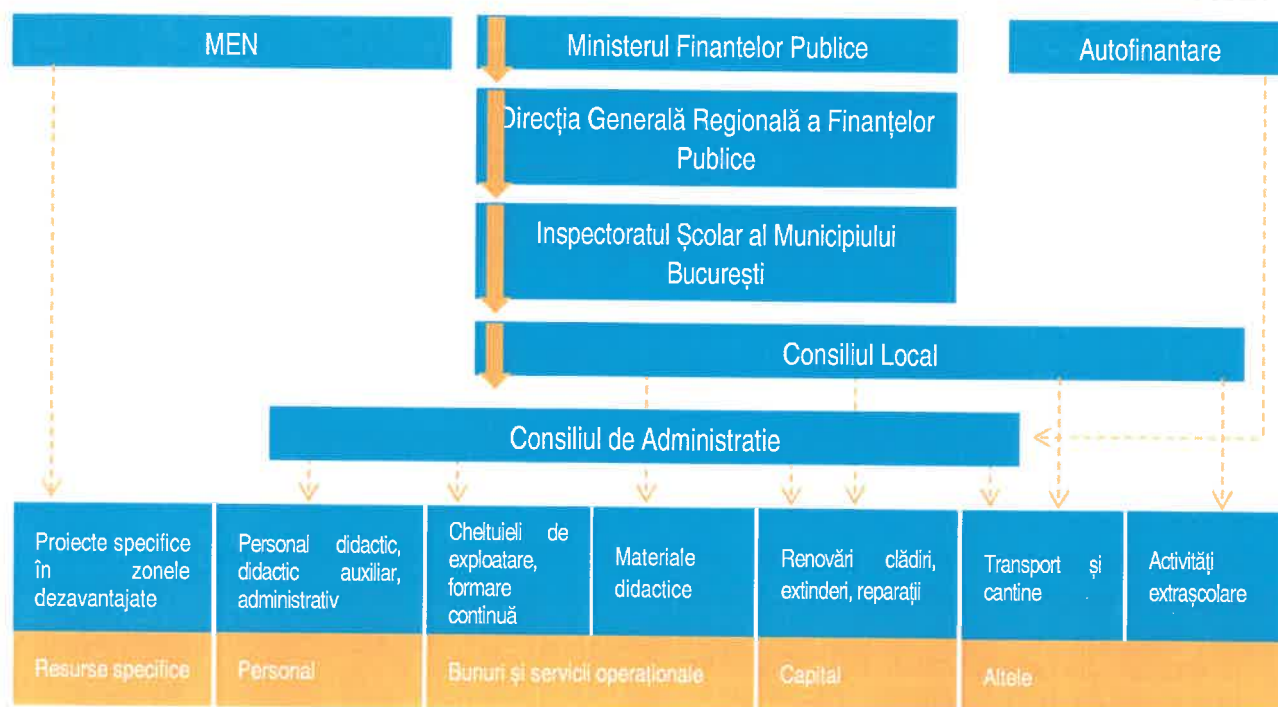 MEN
Ministerul Finantelor Publice
Autofinantare
Direcția Generală Regională a Finanțelor
Publice
Inspectoratul Școlar al Municipiului
București
Consiliul Local
Consiliul de Administratie
Proiecte specifice
în zonele
dezavantajate
Personal didactic,
didactic auxiliar,
administrativ
Cheltuieli de
exploatare,
formare
continuă
Materiale
didactice
Renovări clădiri,
extinderi, reparații
Transport și
cantine
Activități
extrașcolare
Resurse specifice
Personal
Bunuri și servicii operaționale
Capital
Altele